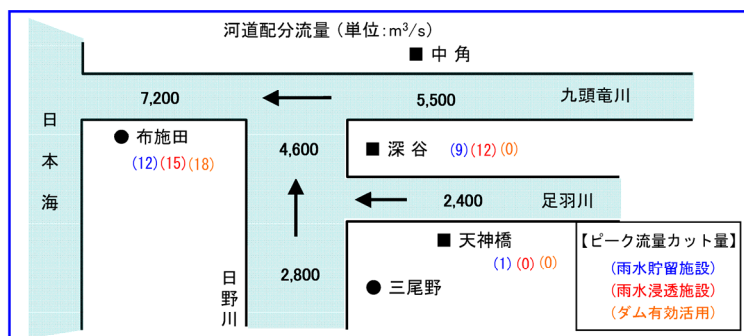 河道配分流量（単位：m³/s）
■ 中 角
7,200
5,500
九頭竜川
日本海
● 布施田
(12)(15)(18)
4,600
■ 深 谷 (9)(12)(0)
2,400
足羽川
■ 天神橋
(1) (0) (0)
日野川
2,800
● 三尾野
【ピーク流量カット量】
(雨水貯留施設)
(雨水浸透施設)
(ダム有効活用)